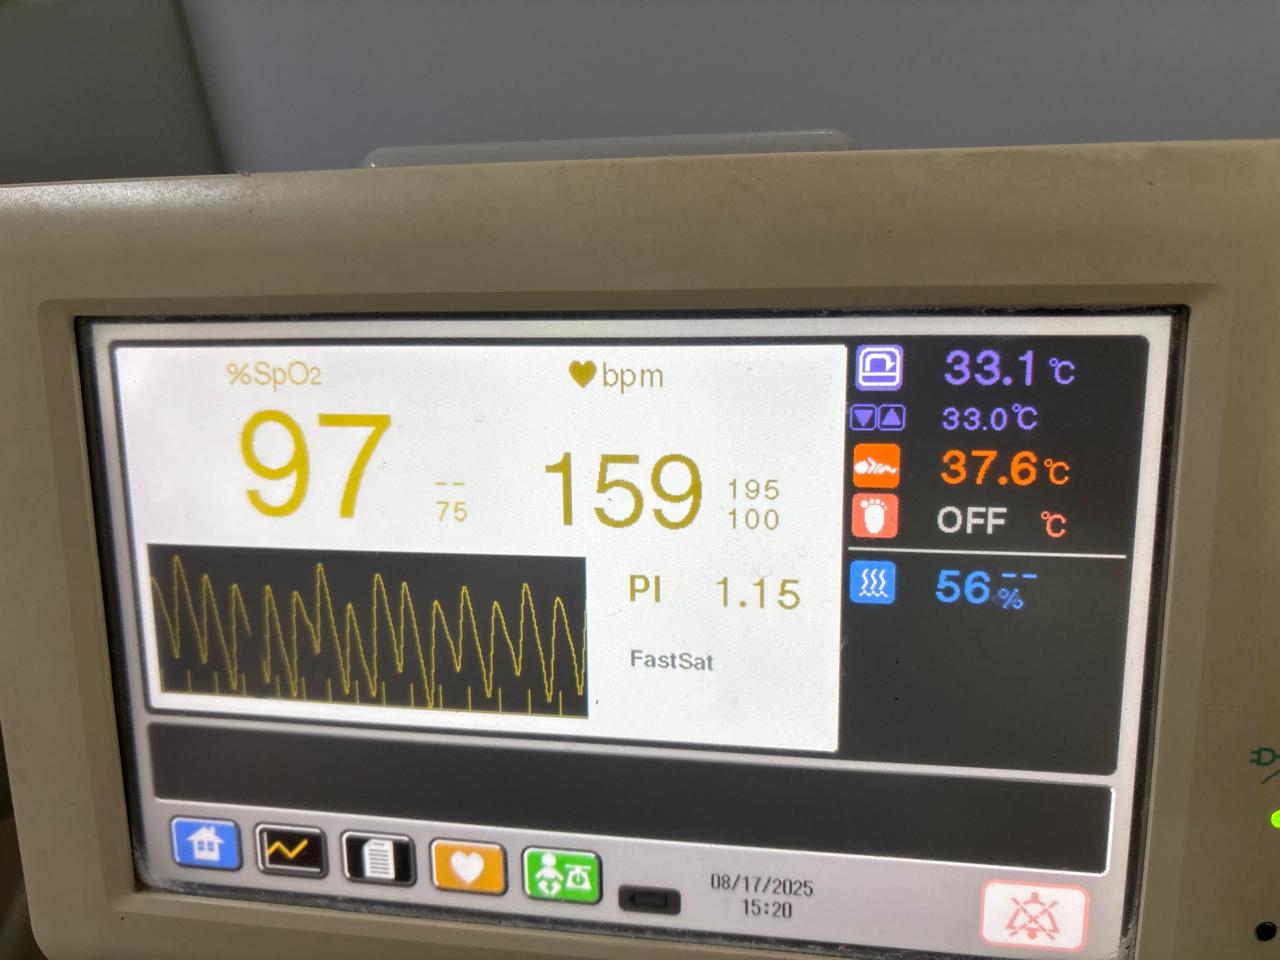 %SpO2
97
--
75
bpm
159
195
100
PI 1.15
FastSat
33.1 ℃
33.0℃
37.6℃
OFF ℃
56 --%
08/17/2025
15:20